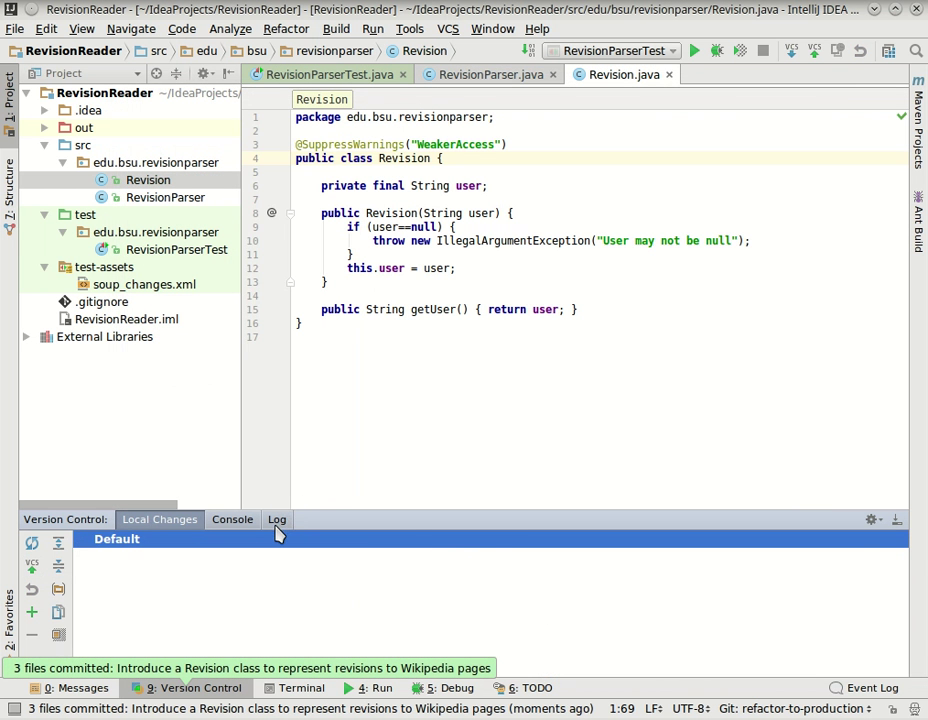 RevisionReader - [~/IdeaProjects/RevisionReader] - [RevisionReader] - ~/IdeaProjects/RevisionReader/src/edu/bsu/revisionparser/Revision.java - IntelliJ IDEA ...
File Edit View Navigate Code Analyze Refactor Build Run Tools VCS Window Help
RevisionReader src edu bsu revisionparser Revision RevisionParserTest VCS VCS
1: Project
7: Structure
2: Favorites
Project
RevisionReader ~/IdeaProjects/
.idea
out
src
edu.bsu.revisionparser
Revision
RevisionParser
test
edu.bsu.revisionparser
RevisionParserTest
test-assets
soup_changes.xml
.gitignore
RevisionReader.iml
External Libraries
RevisionParserTest.java RevisionParser.java Revision.java
Revision
1 package edu.bsu.revisionparser;
2
3 @SuppressWarnings("WeakerAccess")
4 public class Revision {
5
6 private final String user;
7
8 @ public Revision(String user) {
9 if (user==null) {
10 throw new IllegalArgumentException("User may not be null");
11 }
12 this.user = user;
13 }
14
15 public String getUser() { return user; }
16 }
17
Maven Projects
Ant Build
Version Control: Local Changes Console Log
Default
VCS
3 files committed: Introduce a Revision class to represent revisions to Wikipedia pages
0: Messages 9: Version Control Terminal 4: Run 5: Debug 6: TODO Event Log
3 files committed: Introduce a Revision class to represent revisions to Wikipedia pages (moments ago) 1:69 LF UTF-8 Git: refactor-to-production